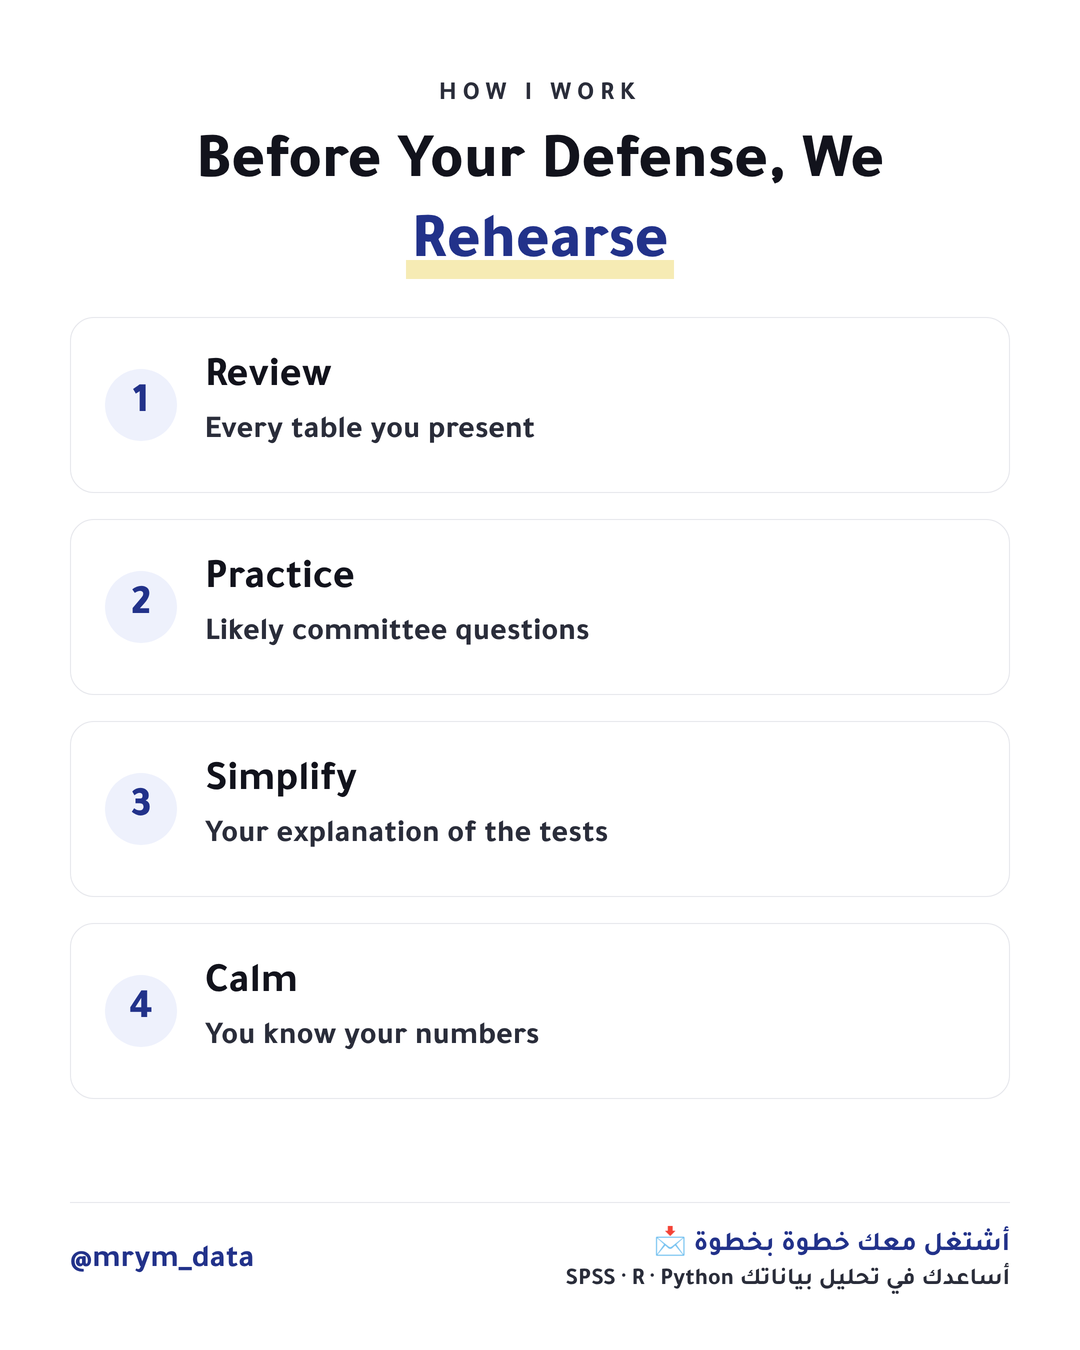 HOW I WORK
Before Your Defense, We
Rehearse
1
Review
Every table you present
2
Practice
Likely committee questions
3
Simplify
Your explanation of the tests
4
Calm
You know your numbers
@mrym_data
أشتغل معك خطوة بخطوة 📩
أساعدك في تحليل بياناتك SPSS · R · Python